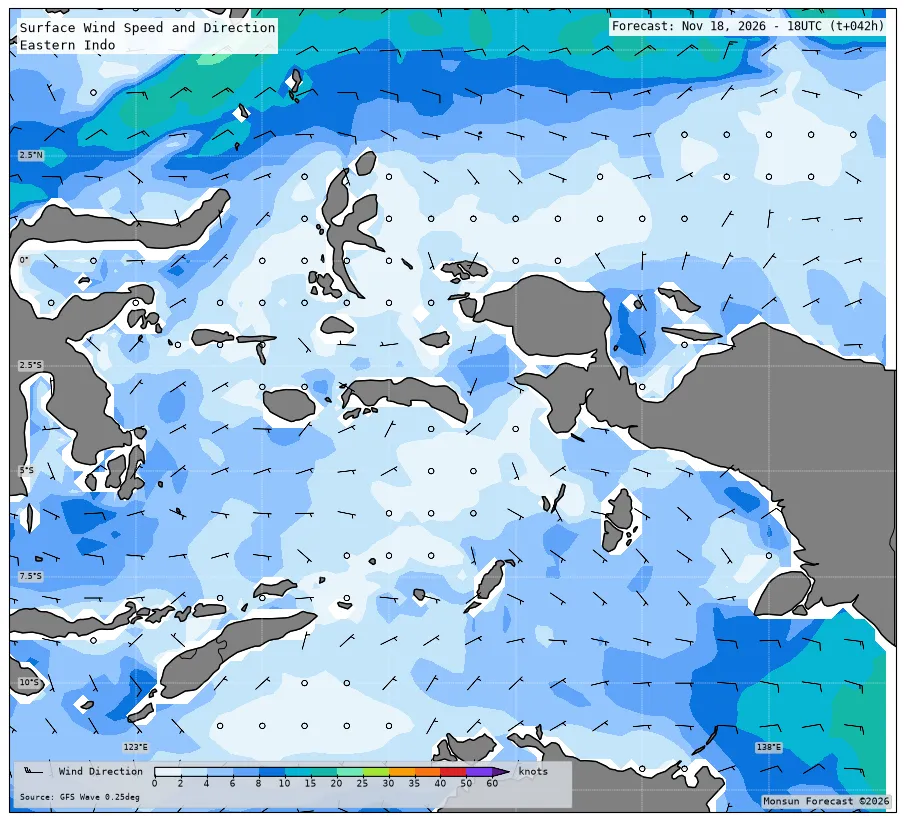 Surface Wind Speed and Direction
Eastern Indo
Forecast: Nov 18, 2026 - 18UTC (t+042h)
2.5°N
0°
2.5°S
5°S
7.5°S
10°S
123°E
138°E
Wind Direction
knots
0 2 4 6 8 10 15 20 25 30 35 40 50 60
Source: GFS Wave 0.25deg
Monsun Forecast ©2026